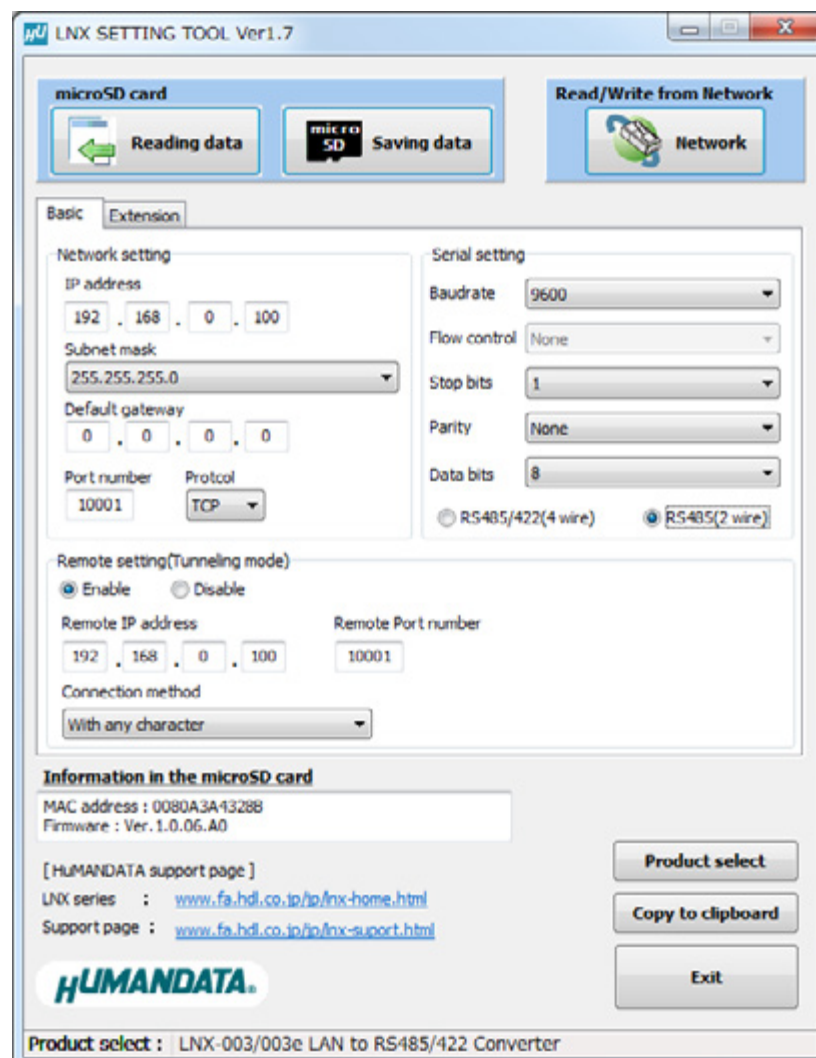 HU LNX SETTING TOOL Ver1.7
microSD card
Read/Write from Network
Reading data
micro
SD
Saving data
Network
Basic
Extension
Network setting
IP address
192 . 168 . 0 . 100
Subnet mask
255.255.255.0
Default gateway
0 . 0 . 0 . 0
Port number Protcol
10001 TCP
Serial setting
Baudrate 9600
Flow control None
Stop bits 1
Parity None
Data bits 8
RS485/422(4 wire) RS485(2 wire)
Remote setting(Tunneling mode)
Enable Disable
Remote IP address Remote Port number
192 . 168 . 0 . 100 10001
Connection method
With any character
Information in the microSD card
MAC address : 0080A3A4328B
Firmware : Ver.1.0.06.A0
[ HuMANDATA support page ]
LNX series : www.fa.hdl.co.jp/jp/lnx-home.html
Support page : www.fa.hdl.co.jp/jp/lnx-suport.html
HUMANDATA®
Product select
Copy to clipboard
Exit
Product select : LNX-003/003e LAN to RS485/422 Converter